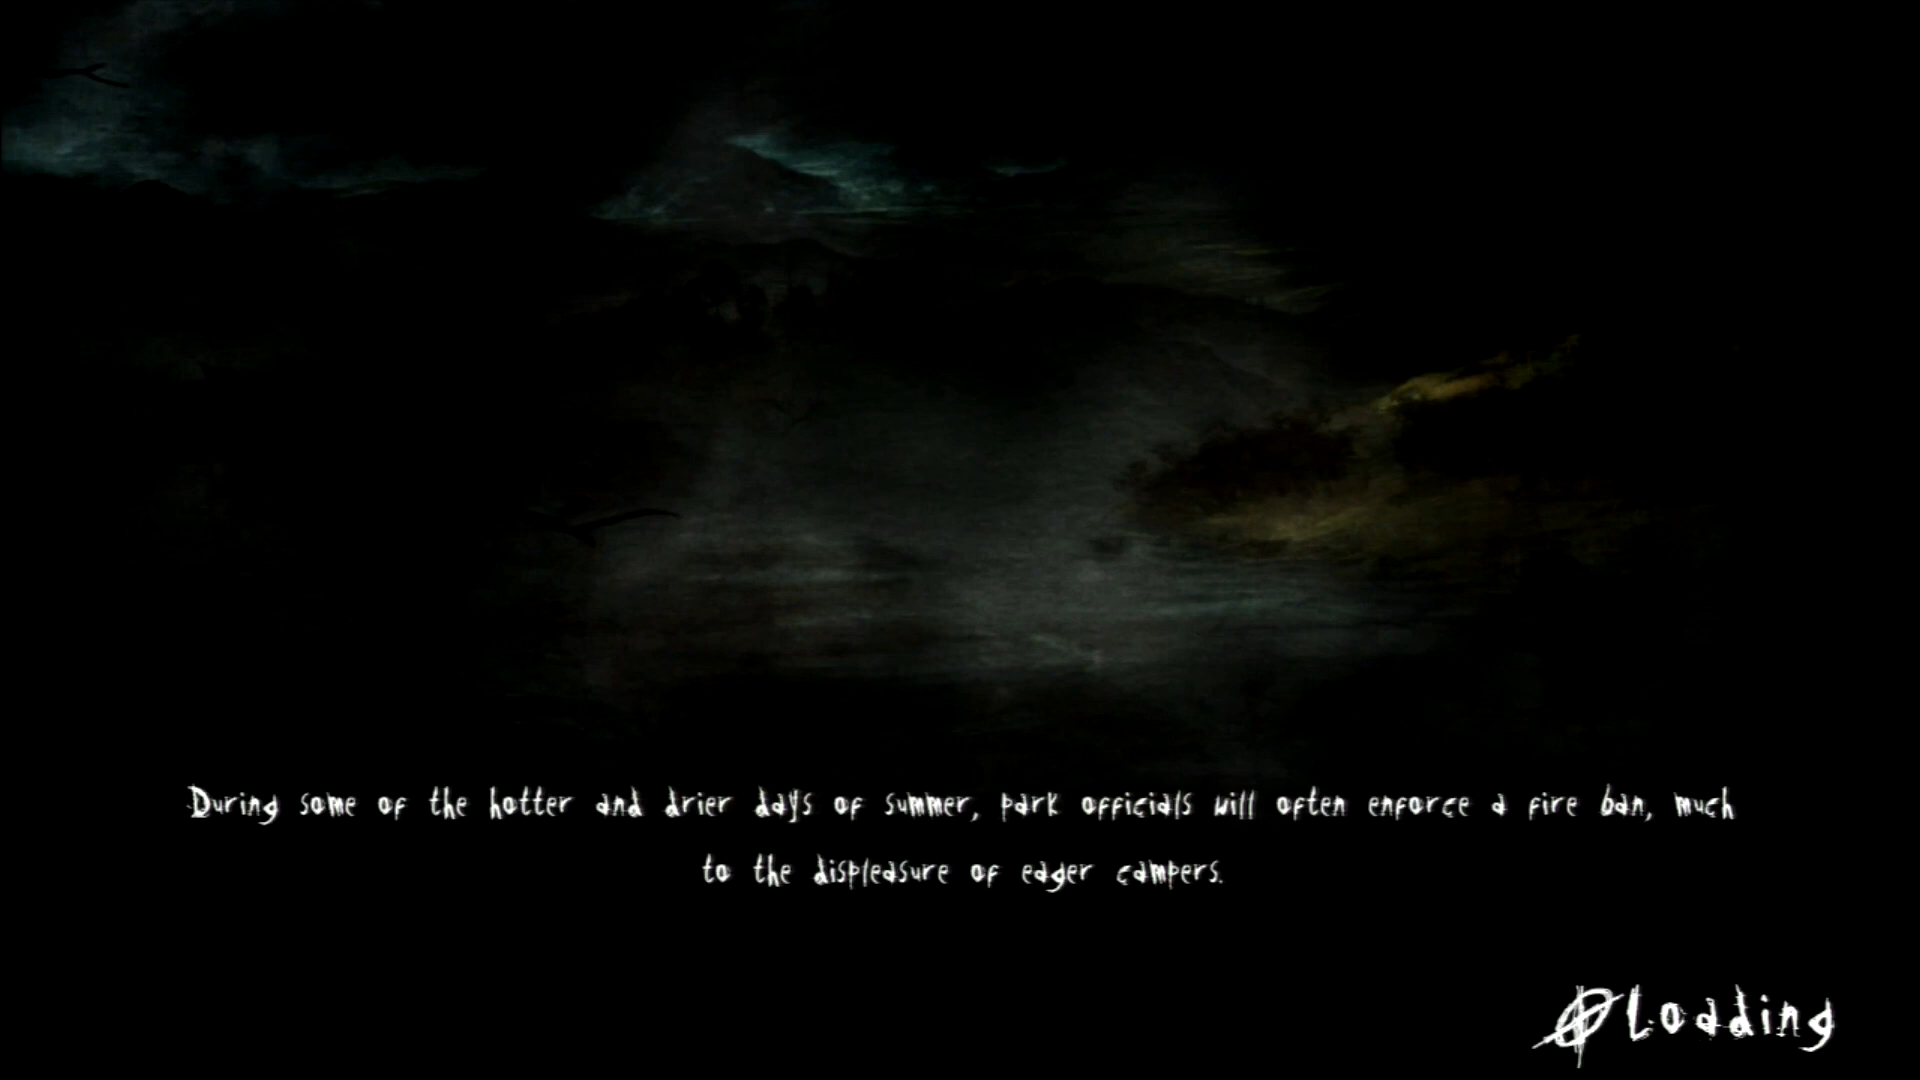 During some of the hotter and drier days of summer, park officials will often enforce a fire ban, much
to the displeasure of eager campers.
Loading